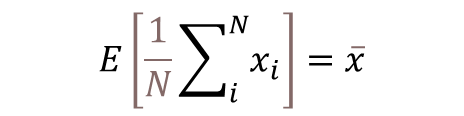 E [ 1/N ∑_i^N x_i ] = x̄